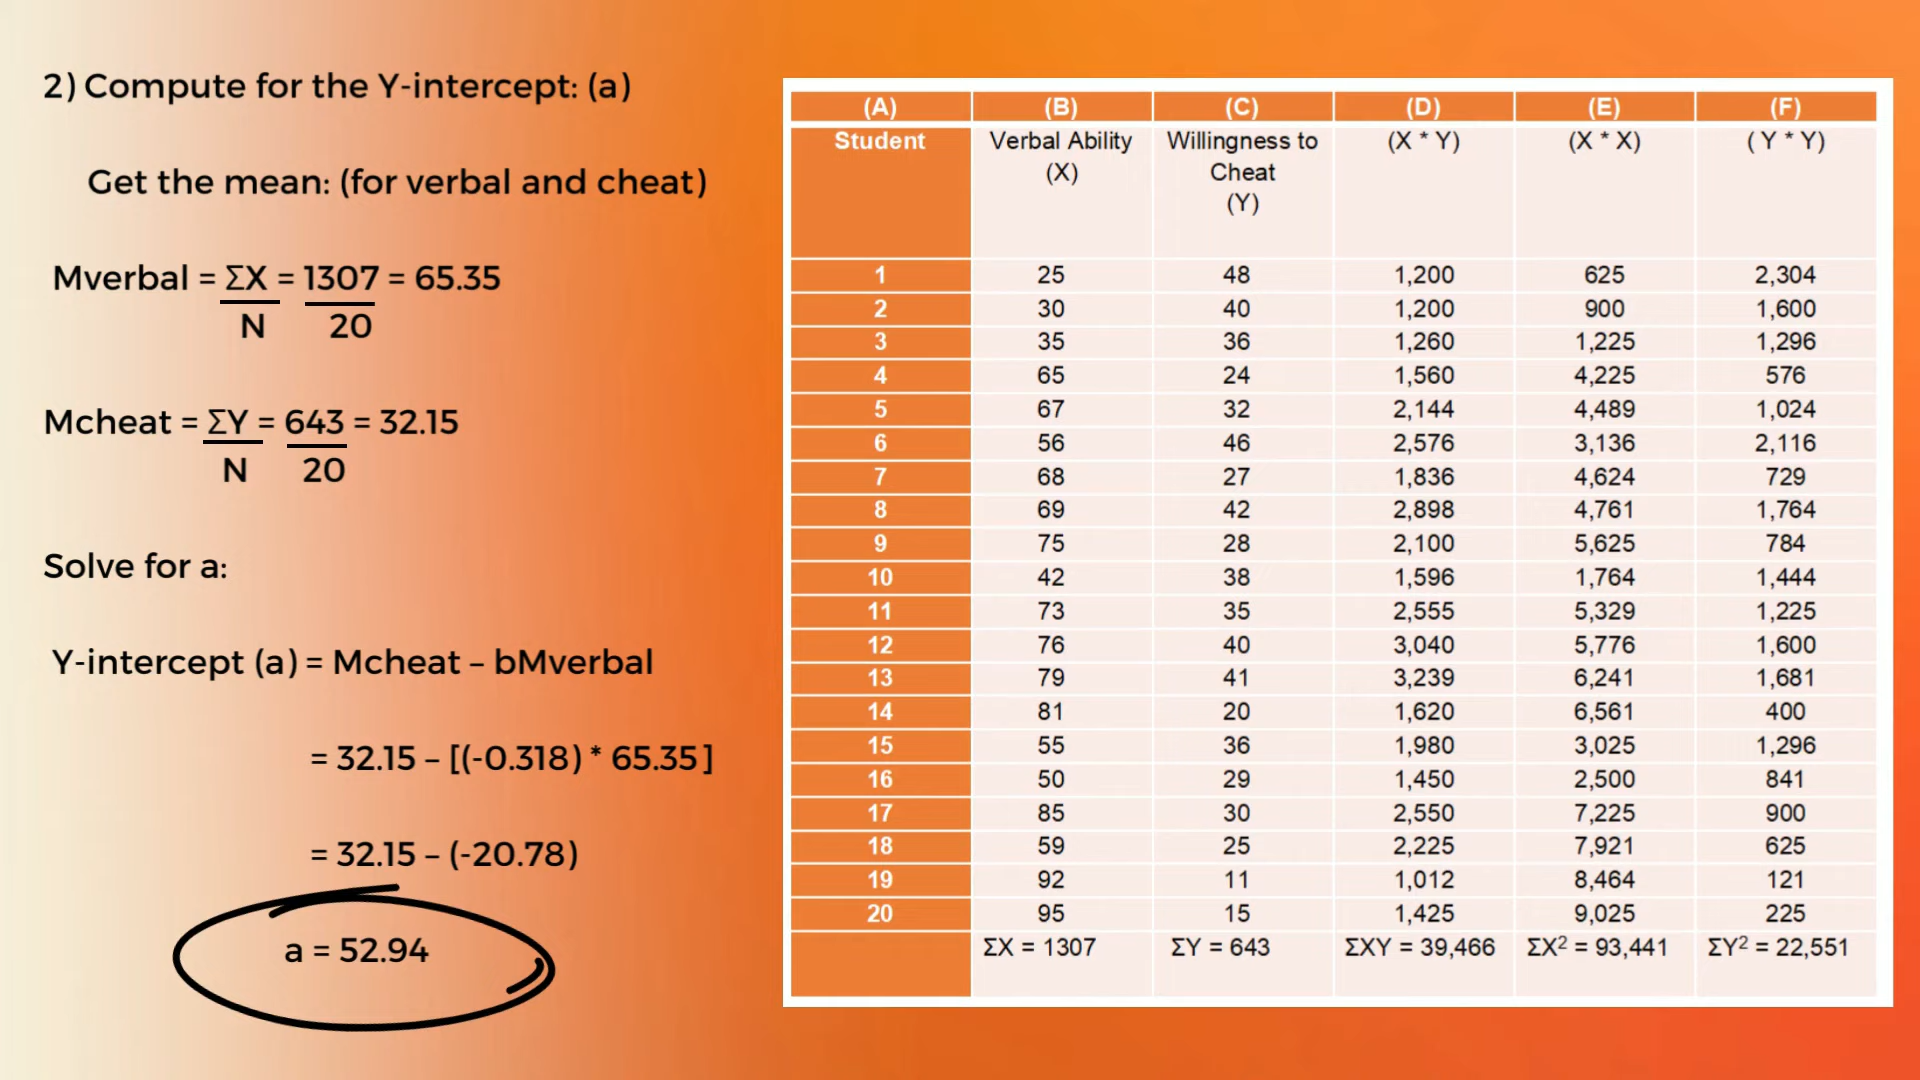 2) Compute for the Y-intercept: (a)
Get the mean: (for verbal and cheat)
Mverbal = ΣX = 1307 = 65.35
N 20
Mcheat = ΣY = 643 = 32.15
N 20
Solve for a:
Y-intercept (a) = Mcheat – bMverbal
= 32.15 – [(-0.318) * 65.35]
= 32.15 – (-20.78)
a = 52.94
(A) (B) (C) (D) (E) (F)
Student Verbal Ability Willingness to (X * Y) (X * X) ( Y * Y)
(X) Cheat
(Y)
1 25 48 1,200 625 2,304
2 30 40 1,200 900 1,600
3 35 36 1,260 1,225 1,296
4 65 24 1,560 4,225 576
5 67 32 2,144 4,489 1,024
6 56 46 2,576 3,136 2,116
7 68 27 1,836 4,624 729
8 69 42 2,898 4,761 1,764
9 75 28 2,100 5,625 784
10 42 38 1,596 1,764 1,444
11 73 35 2,555 5,329 1,225
12 76 40 3,040 5,776 1,600
13 79 41 3,239 6,241 1,681
14 81 20 1,620 6,561 400
15 55 36 1,980 3,025 1,296
16 50 29 1,450 2,500 841
17 85 30 2,550 7,225 900
18 59 25 2,225 7,921 625
19 92 11 1,012 8,464 121
20 95 15 1,425 9,025 225
ΣX = 1307 ΣY = 643 ΣXY = 39,466 ΣX² = 93,441 ΣY² = 22,551